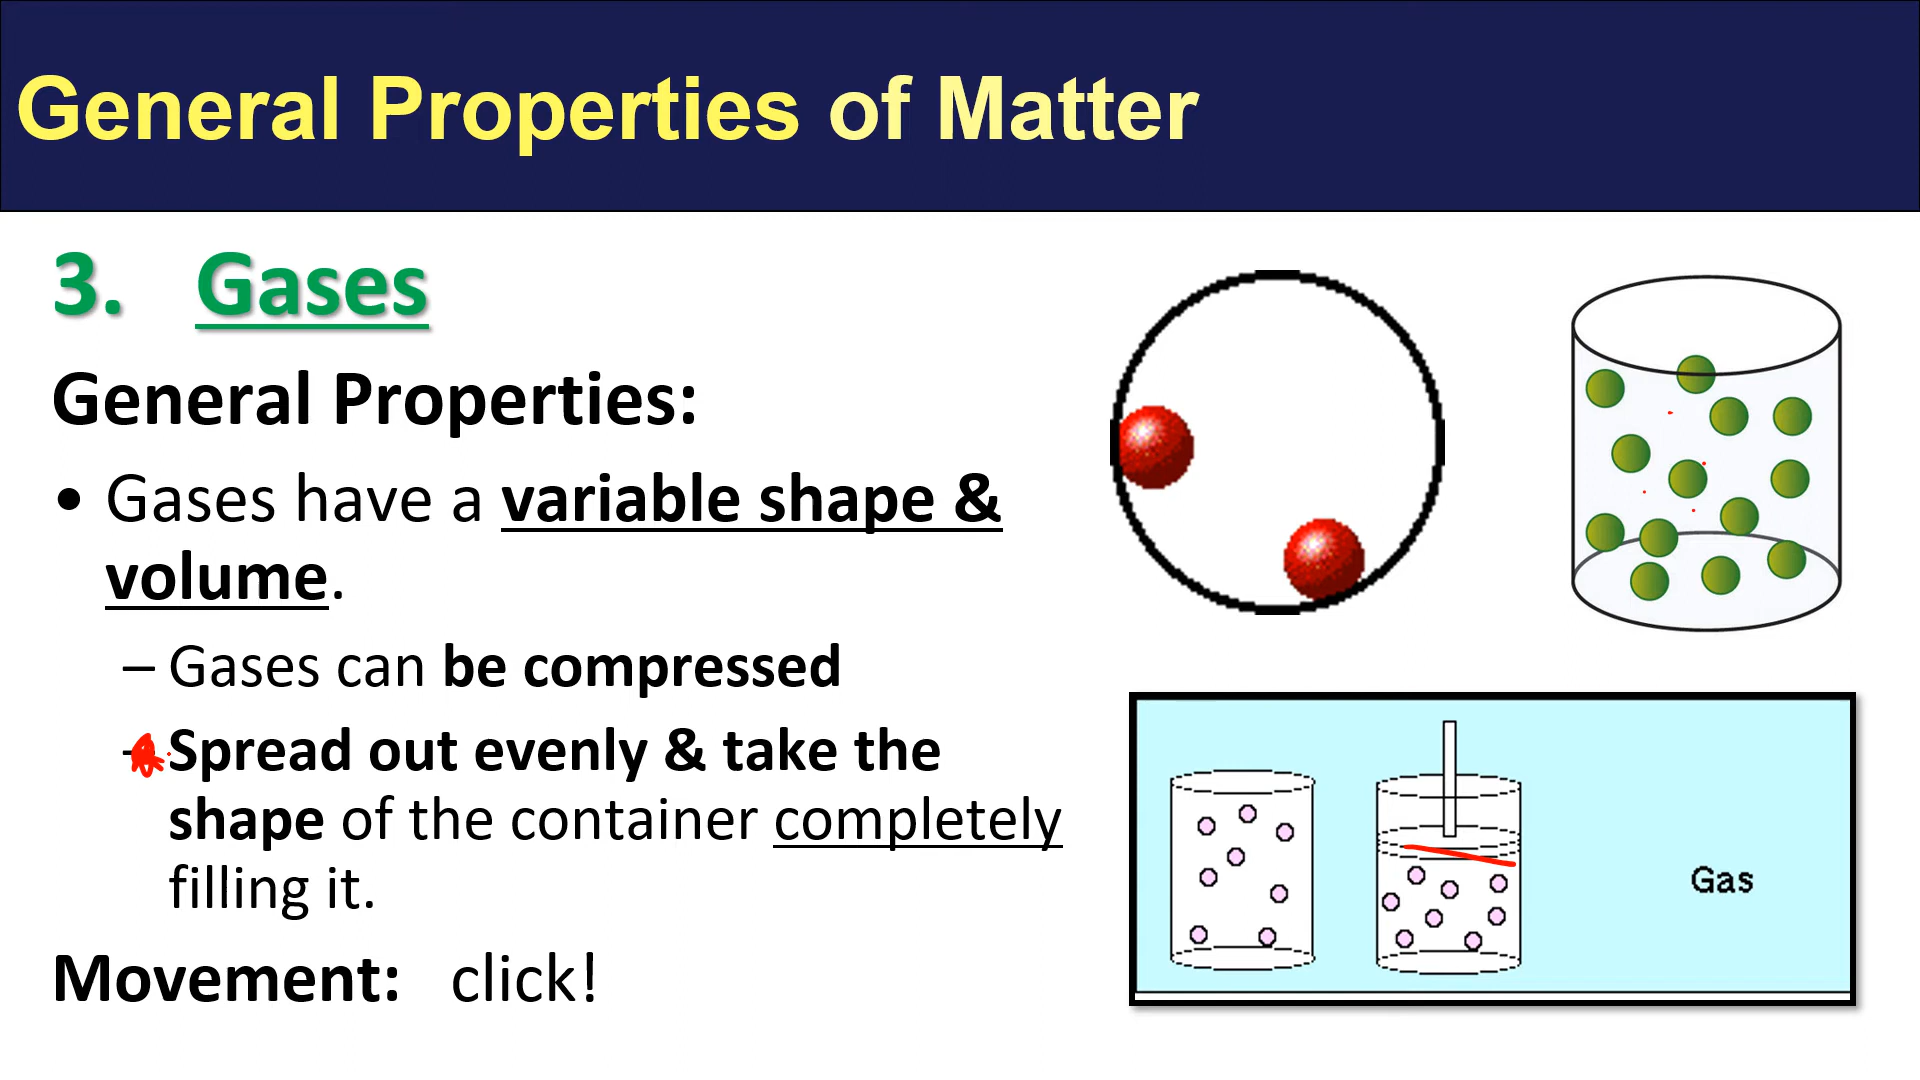 General Properties of Matter
3. Gases
General Properties:
• Gases have a variable shape &
volume.
– Gases can be compressed
– Spread out evenly & take the
shape of the container completely
filling it.
Movement: click!
Gas